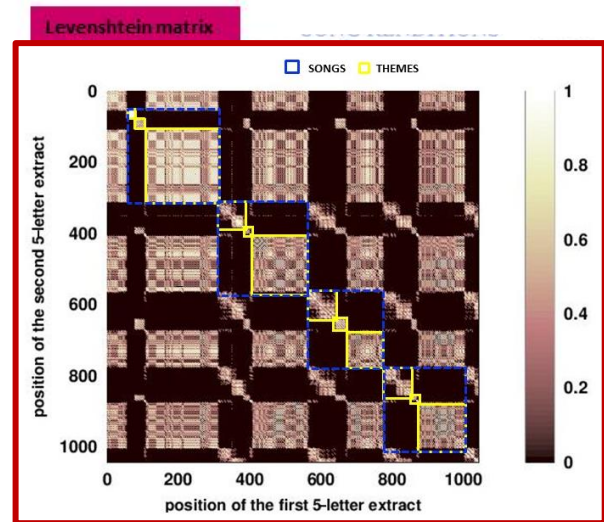 Levenshtein matrix
SONGS THEMES
0
200
400
600
800
1000
position of the second 5-letter extract
0 200 400 600 800 1000
position of the first 5-letter extract
1
0.8
0.6
0.4
0.2
0